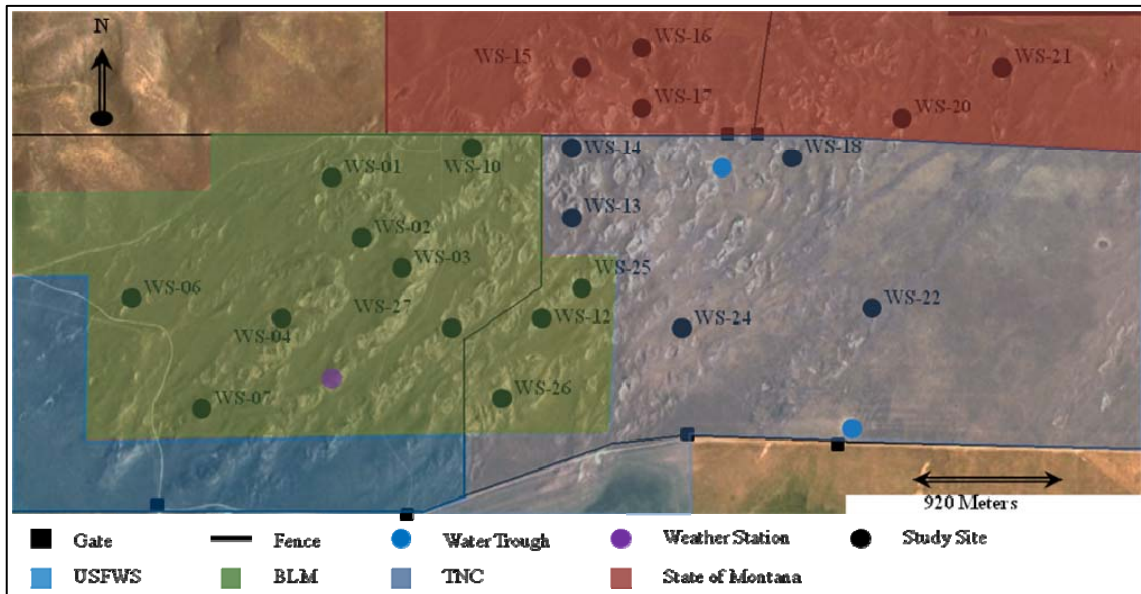 N
WS-16
WS-15
WS-21
WS-17
WS-20
WS-14
WS-18
WS-01
WS-10
WS-13
WS-02
WS-03
WS-25
WS-06
WS-27
WS-22
WS-04
WS-12
WS-24
WS-26
WS-07
920 Meters
Gate Fence Water Trough Weather Station Study Site
USFWS BLM TNC State of Montana